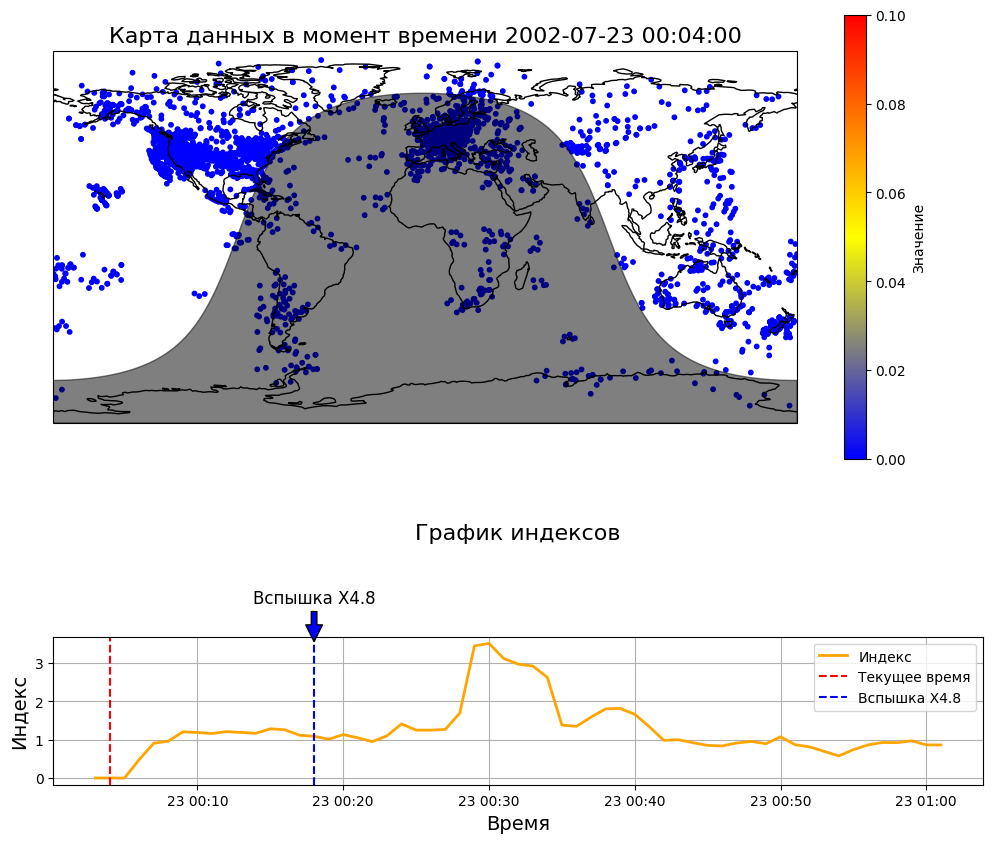 Карта данных в момент времени 2002-07-23 00:04:00
0.10
0.08
0.06
0.04
0.02
0.00
Значение
График индексов
Вспышка X4.8
Индекс
Текущее время
Вспышка X4.8
3
2
1
0
Индекс
23 00:10
23 00:20
23 00:30
23 00:40
23 00:50
23 01:00
Время